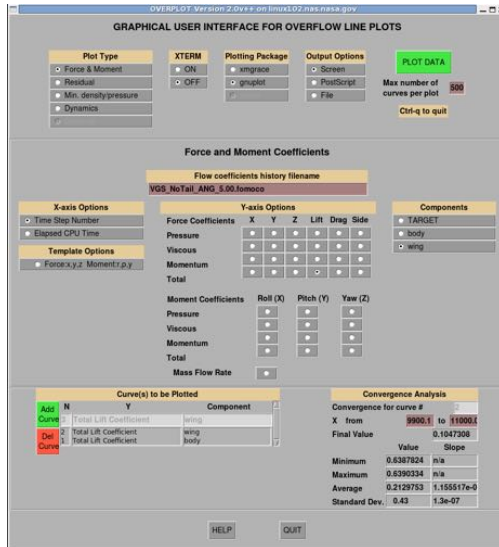 OVERPLOT Version 2.0v++ on linux102.nas.nasa.gov
GRAPHICAL USER INTERFACE FOR OVERFLOW LINE PLOTS
Plot Type
Force & Moment
Residual
Min. density/pressure
Dynamics
XTERM
ON
OFF
Plotting Package
xmgrace
gnuplot
Output Options
Screen
PostScript
File
PLOT DATA
Max number of curves per plot 500
Ctrl-q to quit
Force and Moment Coefficients
Flow coefficients history filename
VGS_NoTail_ANG_5.00.fomoco
X-axis Options
Time Step Number
Elapsed CPU Time
Template Options
Force:x,y,z Moment:r,p,y
Y-axis Options
Force Coefficients X Y Z Lift Drag Side
Pressure
Viscous
Momentum
Total
Moment Coefficients Roll (X) Pitch (Y) Yaw (Z)
Pressure
Viscous
Momentum
Total
Mass Flow Rate
Components
TARGET
body
wing
Curve(s) to be Plotted
Add Curve
Del Curve
N Y Component
3 Total Lift Coefficient wing
2 Total Lift Coefficient wing
1 Total Lift Coefficient body
Convergence Analysis
Convergence for curve # 2
X from 9900.1 to 11000.(
Final Value 0.1047308
Value Slope
Minimum 0.6387824 n/a
Maximum 0.6390334 n/a
Average 0.2129753 1.155517e-0
Standard Dev. 0.43 1.3e-07
HELP
QUIT